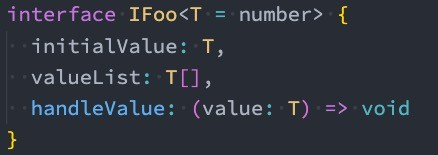 interface IFoo<T = number> {
  initialValue: T,
  valueList: T[],
  handleValue: (value: T) => void
}